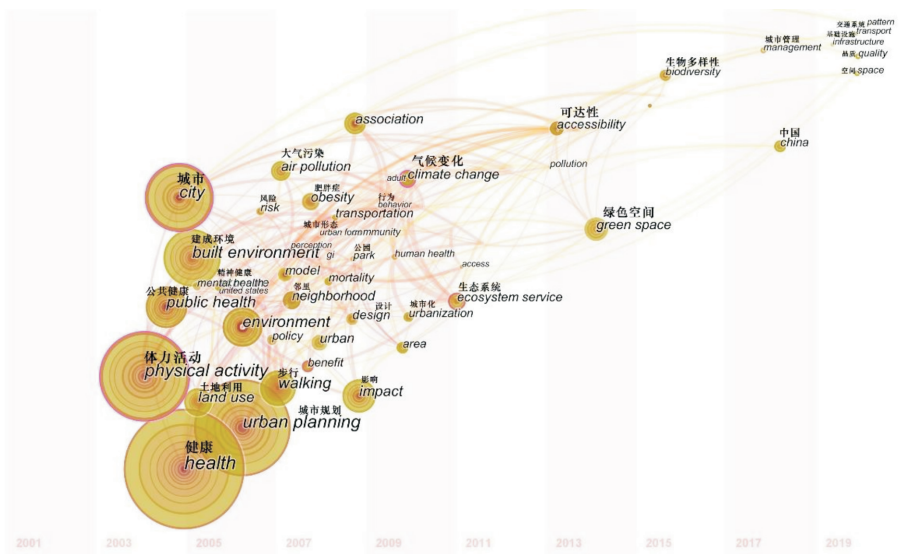 交通系统 pattern
基础设施 transport
城市管理 infrastructure
management
品质 quality
生物多样性
biodiversity
空间 space
association
可达性
accessibility
中国
china
大气污染
air pollution
气候变化
adult climate change
pollution
城市
city
肥胖症
obesity
风险
risk
行为
behavior
transportation
绿色空间
green space
城市形态
urban form
mmunity
建成环境
built environment
perception
gi
公园
park
human health
access
精神健康
mental health
united states
model
mortality
公共健康
public health
邻里
neighborhood
生态系统
ecosystem service
environment
设计
design
城市化
urbanization
policy
urban
area
体力活动
physical activity
benefit
步行
walking
影响
impact
土地利用
land use
城市规划
urban planning
健康
health
2001 2003 2005 2007 2009 2011 2013 2015 2017 2019